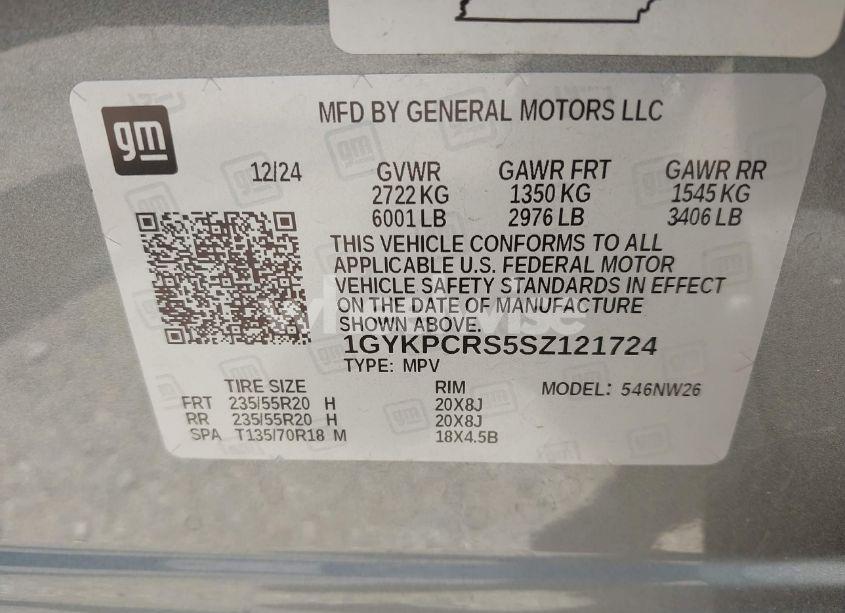 gm
MFD BY GENERAL MOTORS LLC
12/24 GVWR GAWR FRT GAWR RR
2722 KG 1350 KG 1545 KG
6001 LB 2976 LB 3406 LB
THIS VEHICLE CONFORMS TO ALL
APPLICABLE U.S. FEDERAL MOTOR
VEHICLE SAFETY STANDARDS IN EFFECT
ON THE DATE OF MANUFACTURE
SHOWN ABOVE.
1GYKPCRS5SZ121724
TYPE: MPV
TIRE SIZE RIM MODEL: 546NW26
FRT 235/55R20 H 20X8J
RR 235/55R20 H 20X8J
SPA T135/70R18 M 18X4.5B